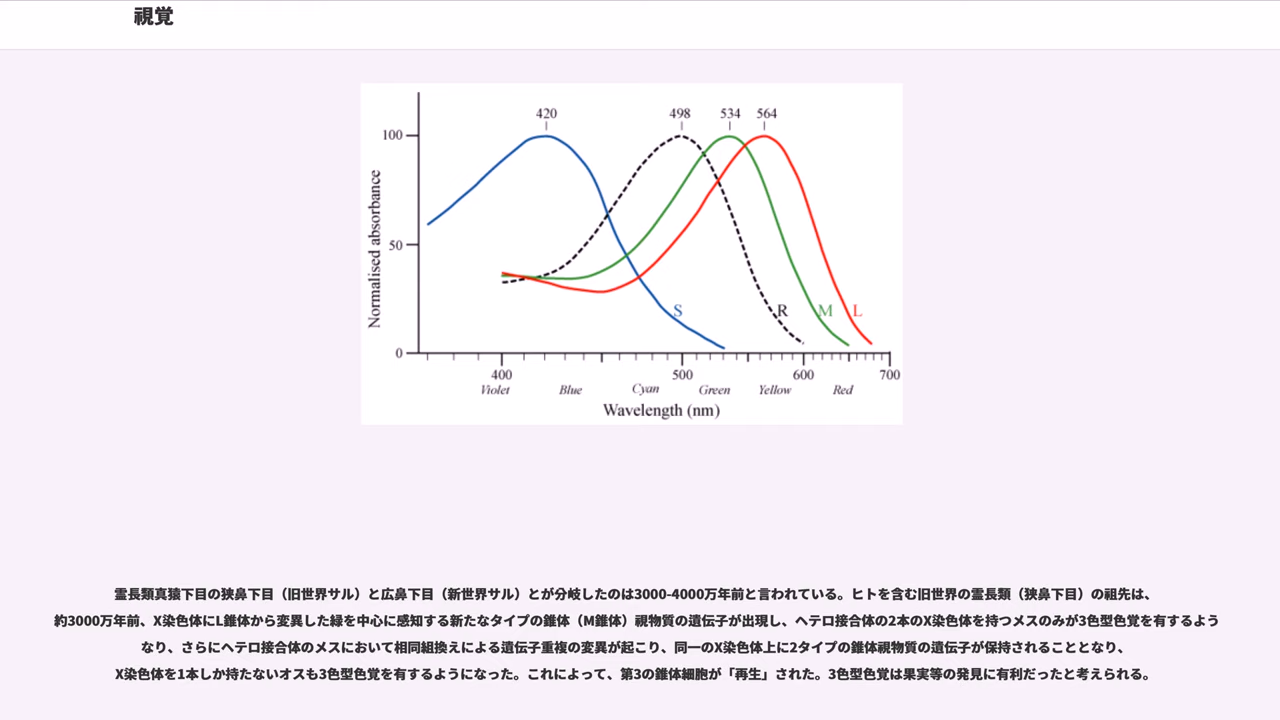 視覚
420 498 534 564
100
50
0
Normalised absorbance
S R M L
400 500 600 700
Violet Blue Cyan Green Yellow Red
Wavelength (nm)
霊長類真猿下目の狭鼻下目（旧世界サル）と広鼻下目（新世界サル）とが分岐したのは3000-4000万年前と言われている。ヒトを含む旧世界の霊長類（狭鼻下目）の祖先は、
約3000万年前、X染色体にL錐体から変異した緑を中心に感知する新たなタイプの錐体（M錐体）視物質の遺伝子が出現し、ヘテロ接合体の2本のX染色体を持つメスのみが3色型色覚を有するよう
なり、さらにヘテロ接合体のメスにおいて相同組換えによる遺伝子重複の変異が起こり、同一のX染色体上に2タイプの錐体視物質の遺伝子が保持されることとなり、
X染色体を1本しか持たないオスも3色型色覚を有するようになった。これによって、第3の錐体細胞が「再生」された。3色型色覚は果実等の発見に有利だったと考えられる。